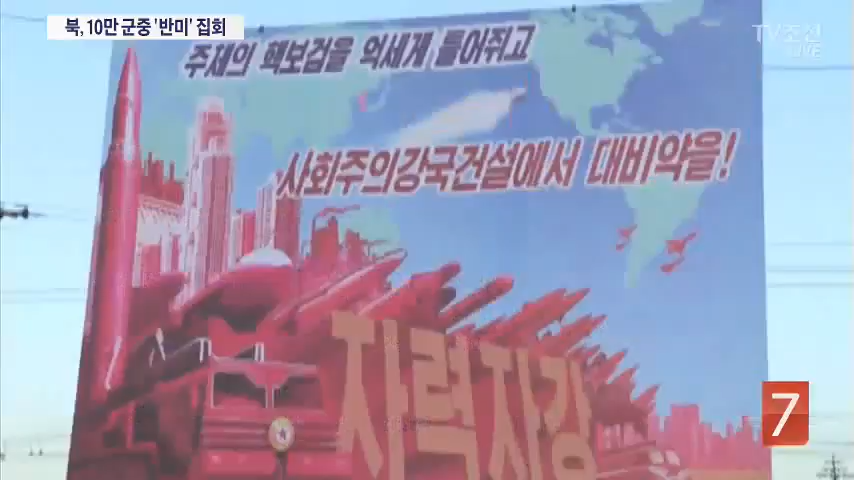 북, 10만 군중 '반미' 집회
TV조선
LIVE
주체의 핵보검을 억세게 틀어쥐고
사회주의강국건설에서 대비약을!
자력자강
7